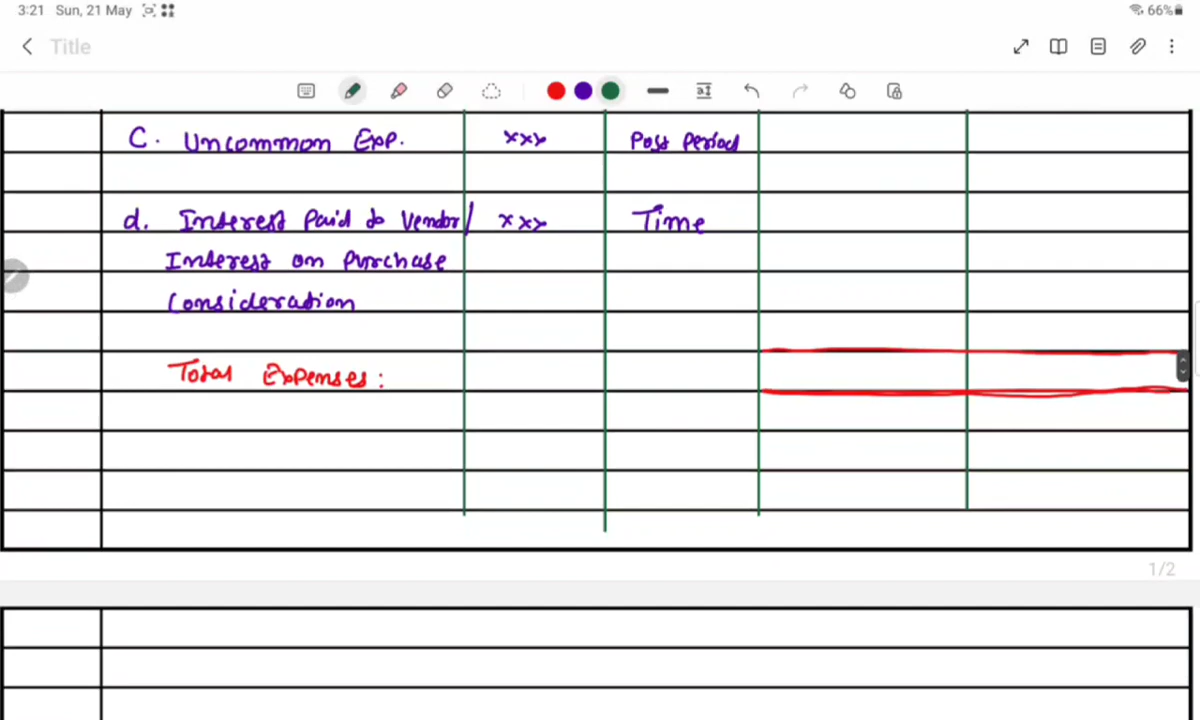 3:21 Sun, 21 May 66%
Title
C. Uncommon Exp. xxx Post Period
d. Interest Paid to Vendor/ xxx Time
Interest on Purchase
Consideration
Total Expenses:
1/2